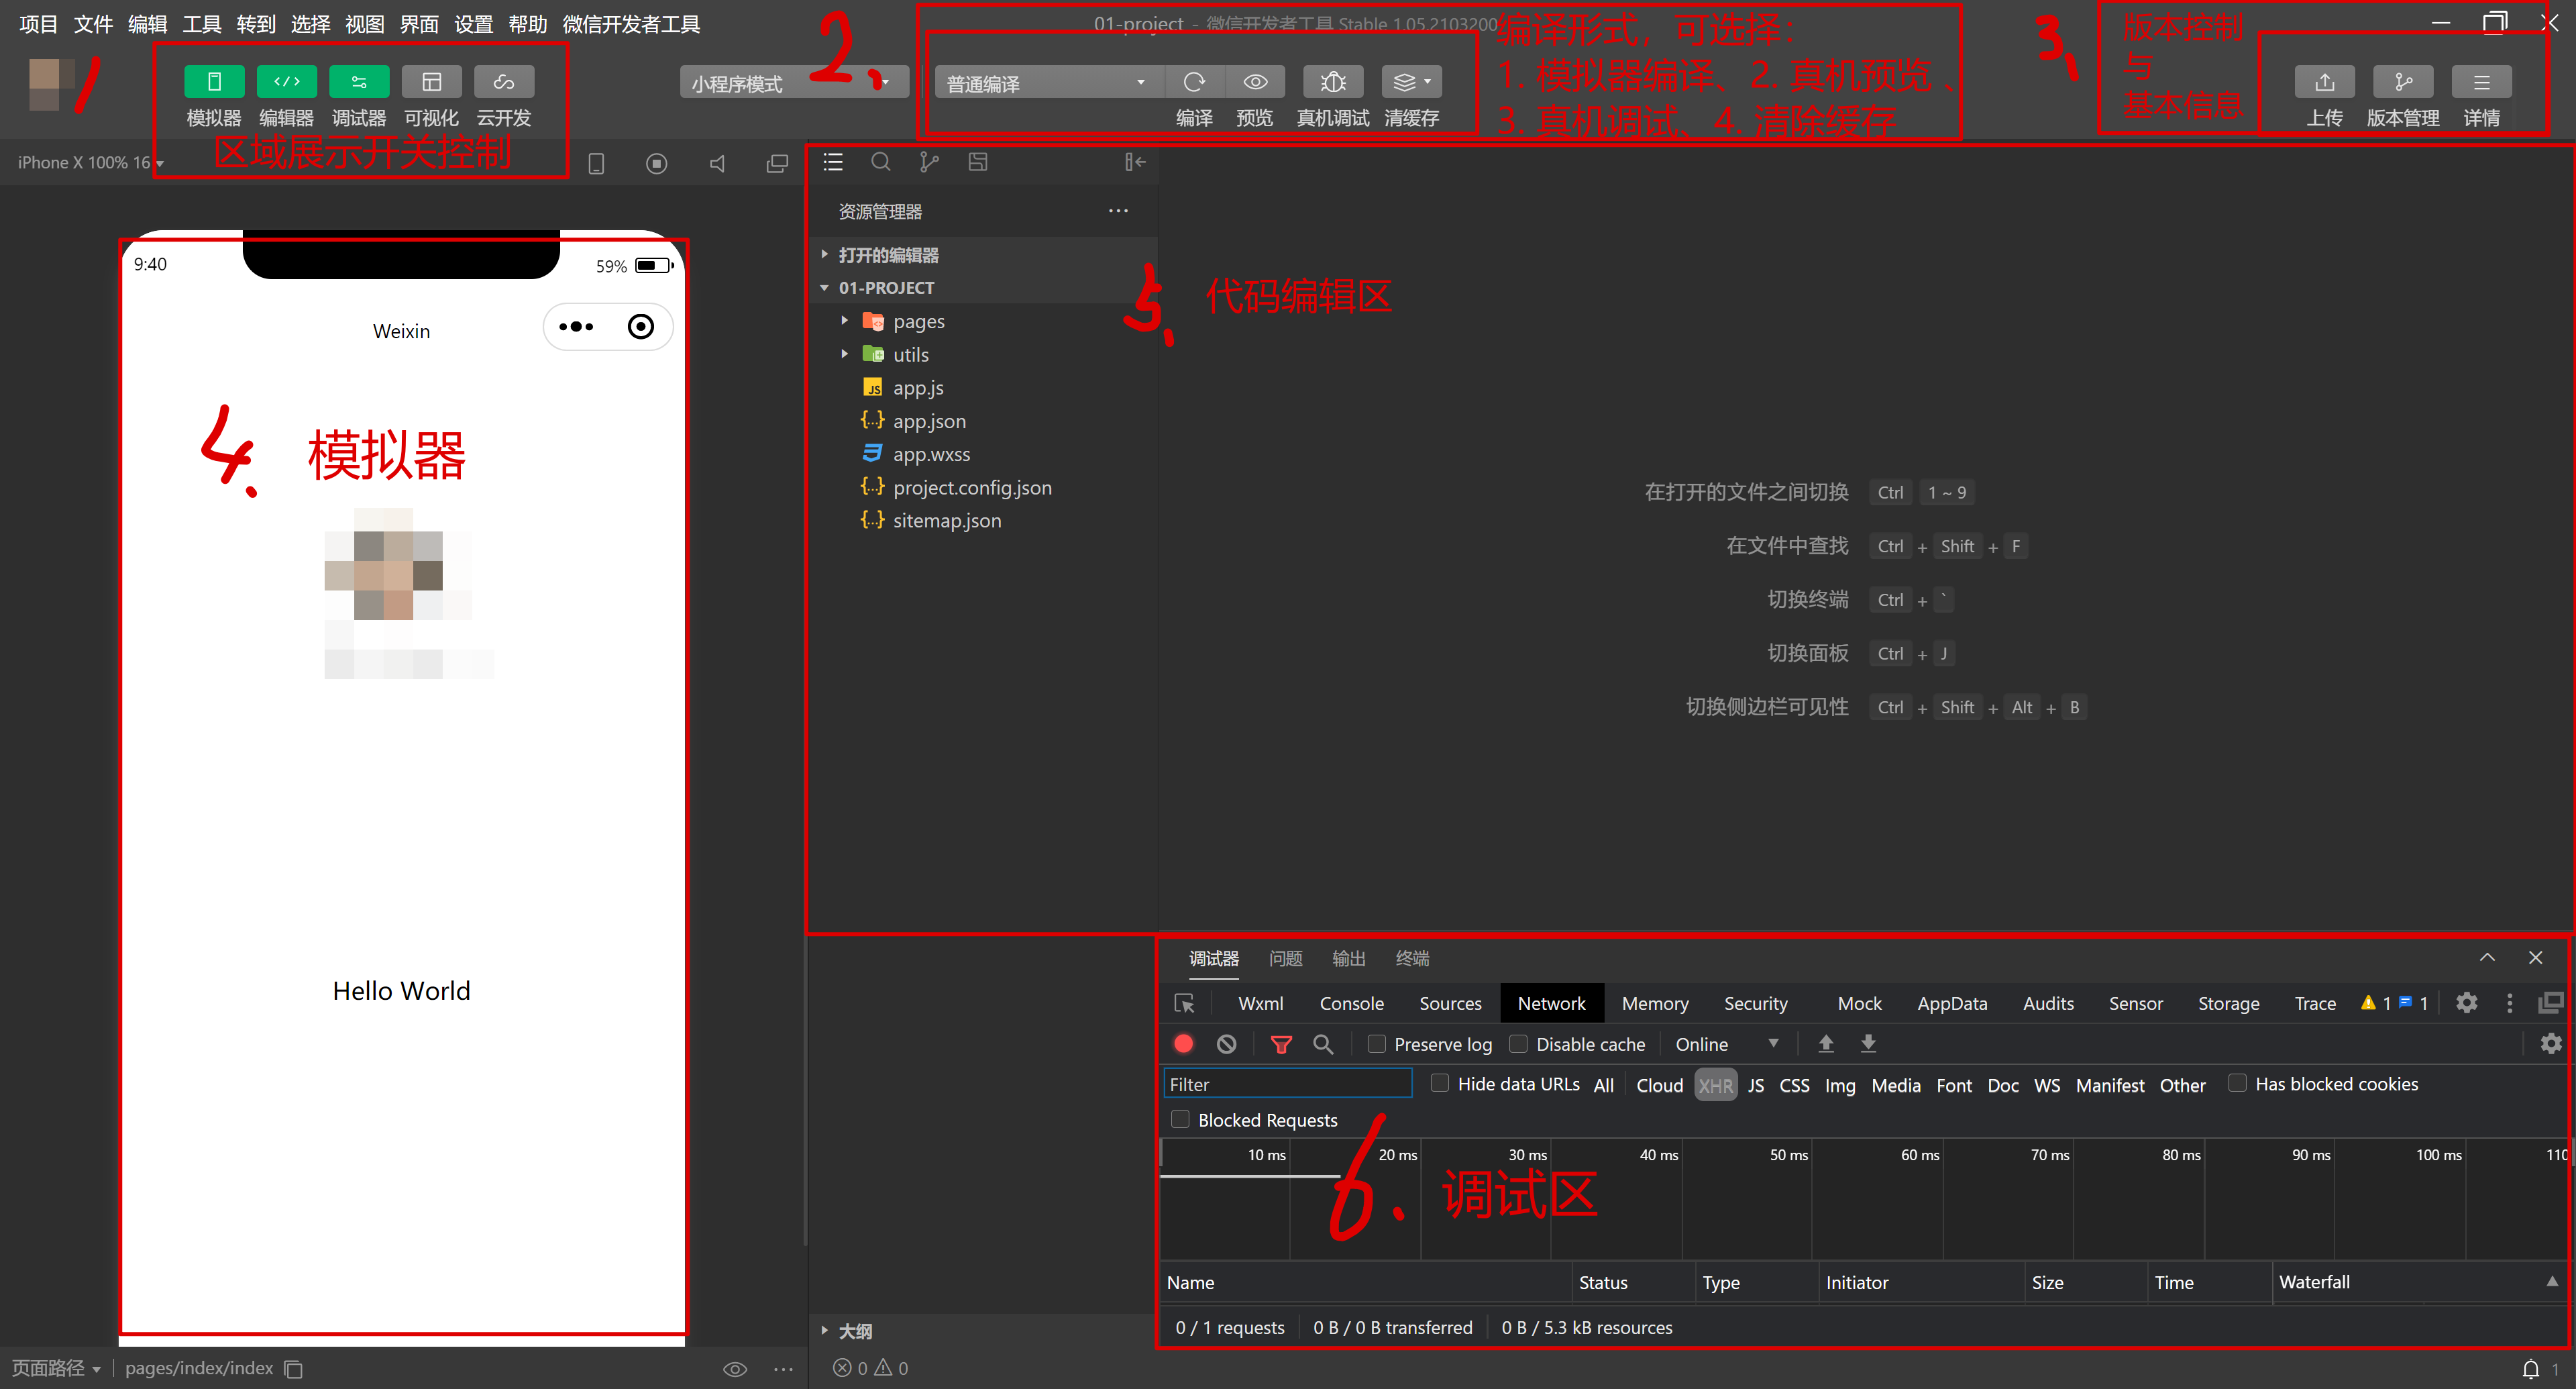 项目 文件 编辑 工具 转到 选择 视图 界面 设置 帮助 微信开发者工具
01-project - 微信开发者工具 Stable 1.05.2103200
1
模拟器 编辑器 调试器 可视化 云开发
区域展示开关控制
2、
小程序模式
普通编译
编译 预览 真机调试 清缓存
编译形式，可选择：
1. 模拟器编译、2. 真机预览、
3. 真机调试、4. 清除缓存
3、
版本控制
与
基本信息
上传 版本管理 详情
iPhone X 100% 16
9:40
59%
Weixin
4.
模拟器
Hello World
页面路径 pages/index/index
资源管理器
打开的编辑器
01-PROJECT
pages
utils
app.js
app.json
app.wxss
project.config.json
sitemap.json
大纲
0 0
5、
代码编辑区
在打开的文件之间切换 Ctrl 1 ~ 9
在文件中查找 Ctrl + Shift + F
切换终端 Ctrl + `
切换面板 Ctrl + J
切换侧边栏可见性 Ctrl + Shift + Alt + B
调试器 问题 输出 终端
Wxml Console Sources Network Memory Security Mock AppData Audits Sensor Storage Trace 1 1
Preserve log Disable cache Online
Filter Hide data URLs All Cloud XHR JS CSS Img Media Font Doc WS Manifest Other Has blocked cookies
Blocked Requests
10 ms 20 ms 30 ms 40 ms 50 ms 60 ms 70 ms 80 ms 90 ms 100 ms 110
6.
调试区
Name Status Type Initiator Size Time Waterfall
0 / 1 requests 0 B / 0 B transferred 0 B / 5.3 kB resources
1